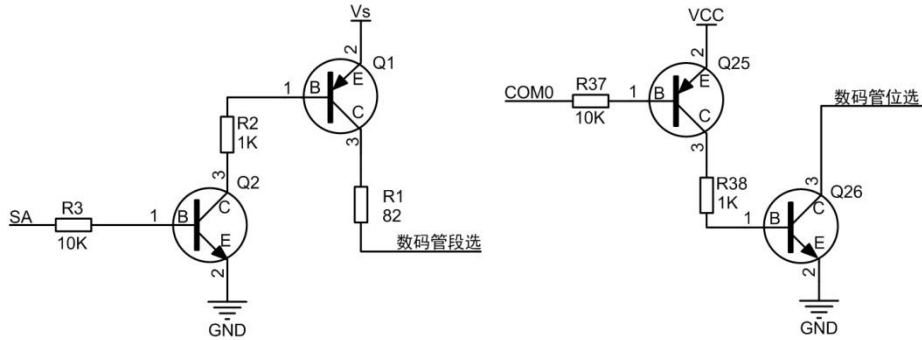 Vs
2
Q1
1
B
E
C
3
R2
1K
3
Q2
R1
82
SA
R3
10K
1
B
C
E
2
数码管段选
GND
VCC
2
Q25
COM0
R37
10K
1
B
E
C
3
数码管位选
R38
1K
3
Q26
1
B
C
E
2
GND